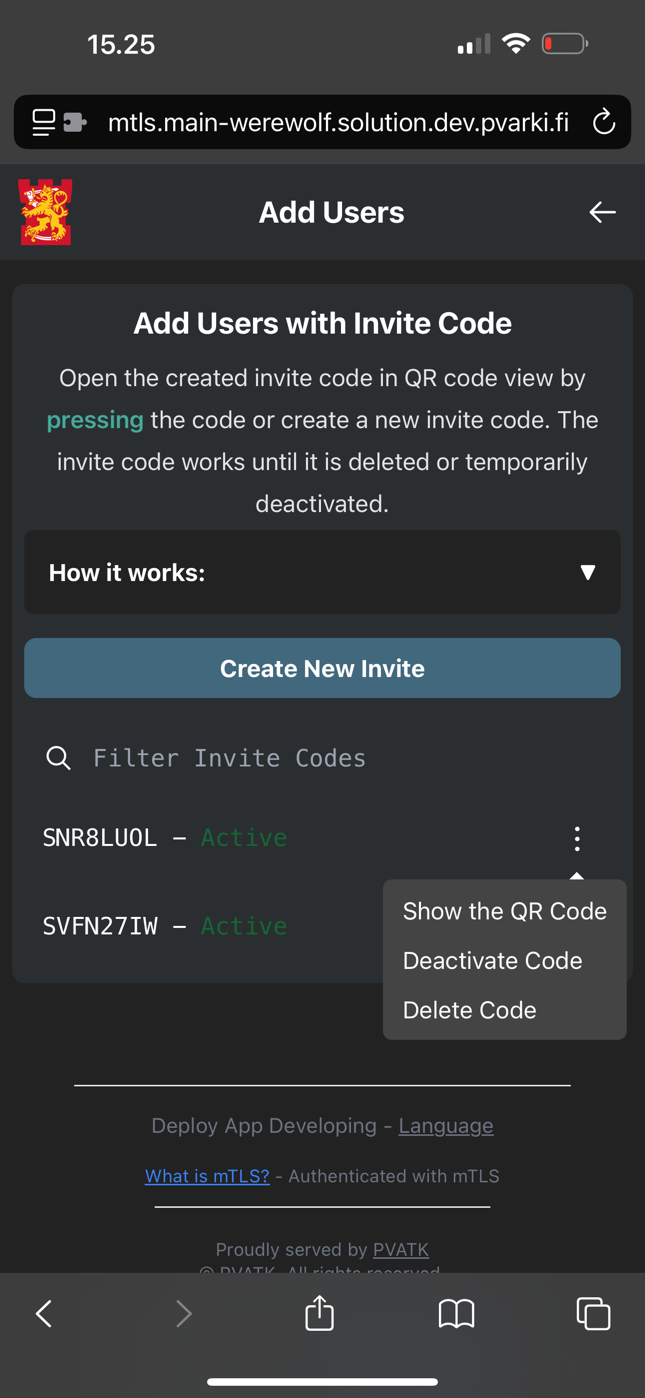 15.25
mtls.main-werewolf.solution.dev.pvarki.fi
Add Users
Add Users with Invite Code
Open the created invite code in QR code view by
pressing the code or create a new invite code. The
invite code works until it is deleted or temporarily
deactivated.
How it works:
Create New Invite
Filter Invite Codes
SNR8LUOL – Active
Show the QR Code
SVFN27IW – Active
Deactivate Code
Delete Code
Deploy App Developing - Language
What is mTLS? - Authenticated with mTLS
Proudly served by PVATK
© PVATK. All rights reserved